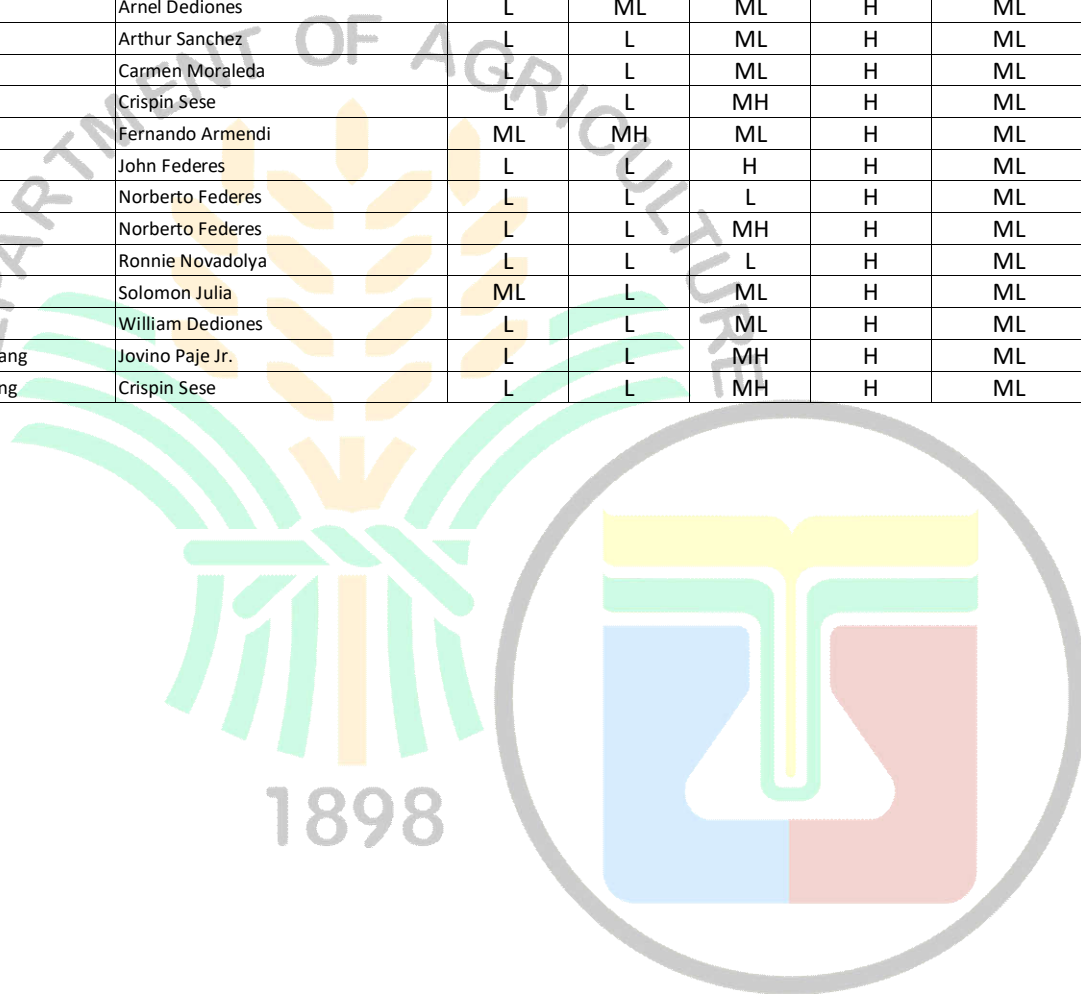 Arnel Dediones L ML ML H ML
Arthur Sanchez L L ML H ML
Carmen Moraleda L L ML H ML
Crispin Sese L L MH H ML
Fernando Armendi ML MH ML H ML
John Federes L L H H ML
Norberto Federes L L L H ML
Norberto Federes L L MH H ML
Ronnie Novadolya L L L H ML
Solomon Julia ML L ML H ML
William Dediones L L ML H ML
ang Jovino Paje Jr. L L MH H ML
ng Crispin Sese L L MH H ML
DEPARTMENT OF AGRICULTURE
1898